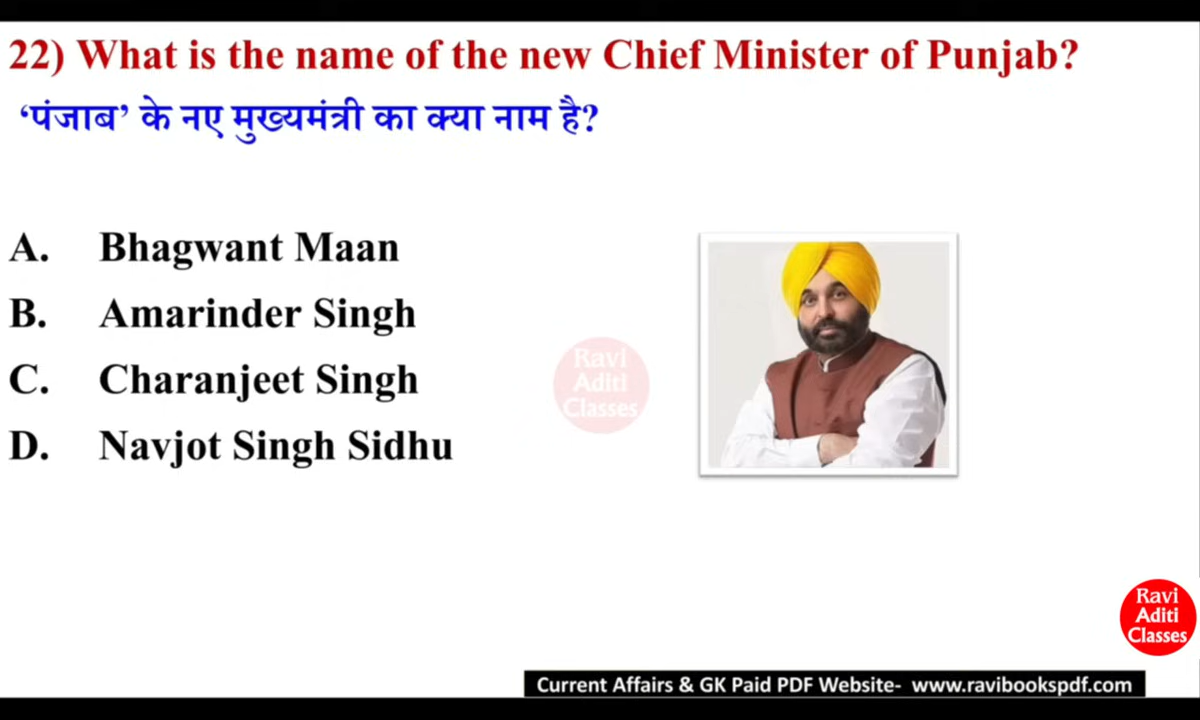 22) What is the name of the new Chief Minister of Punjab?
‘पंजाब’ के नए मुख्यमंत्री का क्या नाम है?
A. Bhagwant Maan
B. Amarinder Singh
C. Charanjeet Singh
D. Navjot Singh Sidhu
Ravi
Aditi
Classes
Ravi
Aditi
Classes
Current Affairs & GK Paid PDF Website- www.ravibookspdf.com